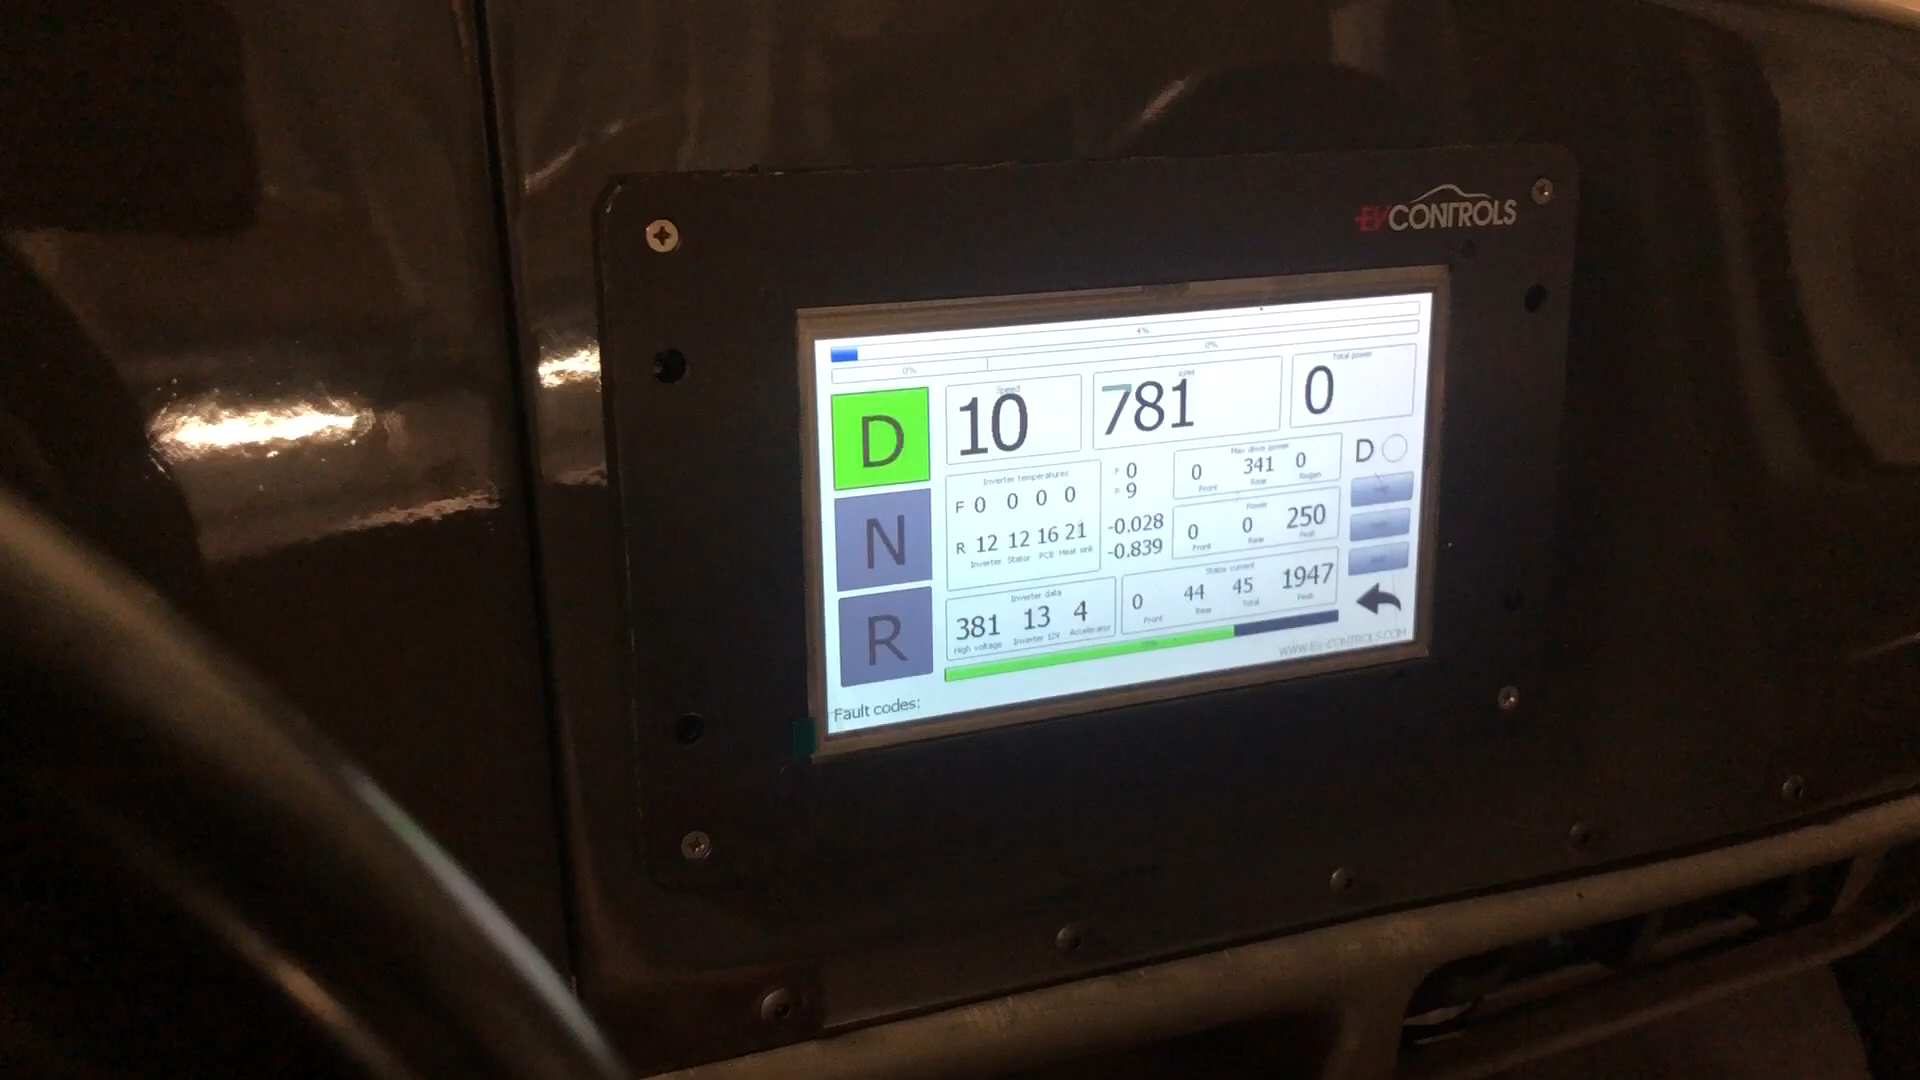 EVCONTROLS
4%
0%
0%
D
Speed
10
RPM
781
Total power
0
N
R
Inverter temperatures
F 0 0 0 0
R 12 12 16 21
Inverter Stator PCB Heat sink
F 0
9
-0.028
-0.839
Max drive power
0 341 0
Front Rear Regen
Power
0 0 250
Front Rear Peak
D
Inverter data
381 13 4
High voltage Inverter 12V Accelerator
Stator current
0 44 45 1947
Front Rear Total Peak
WWW.EV-CONTROLS.COM
Fault codes: